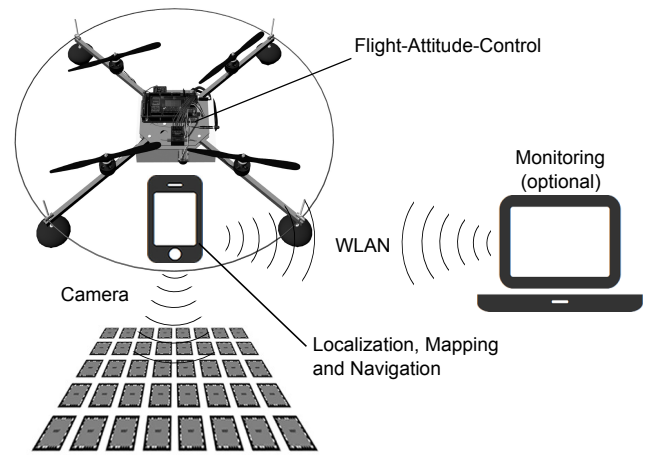 Flight-Attitude-Control
Monitoring
(optional)
WLAN
Camera
Localization, Mapping
and Navigation